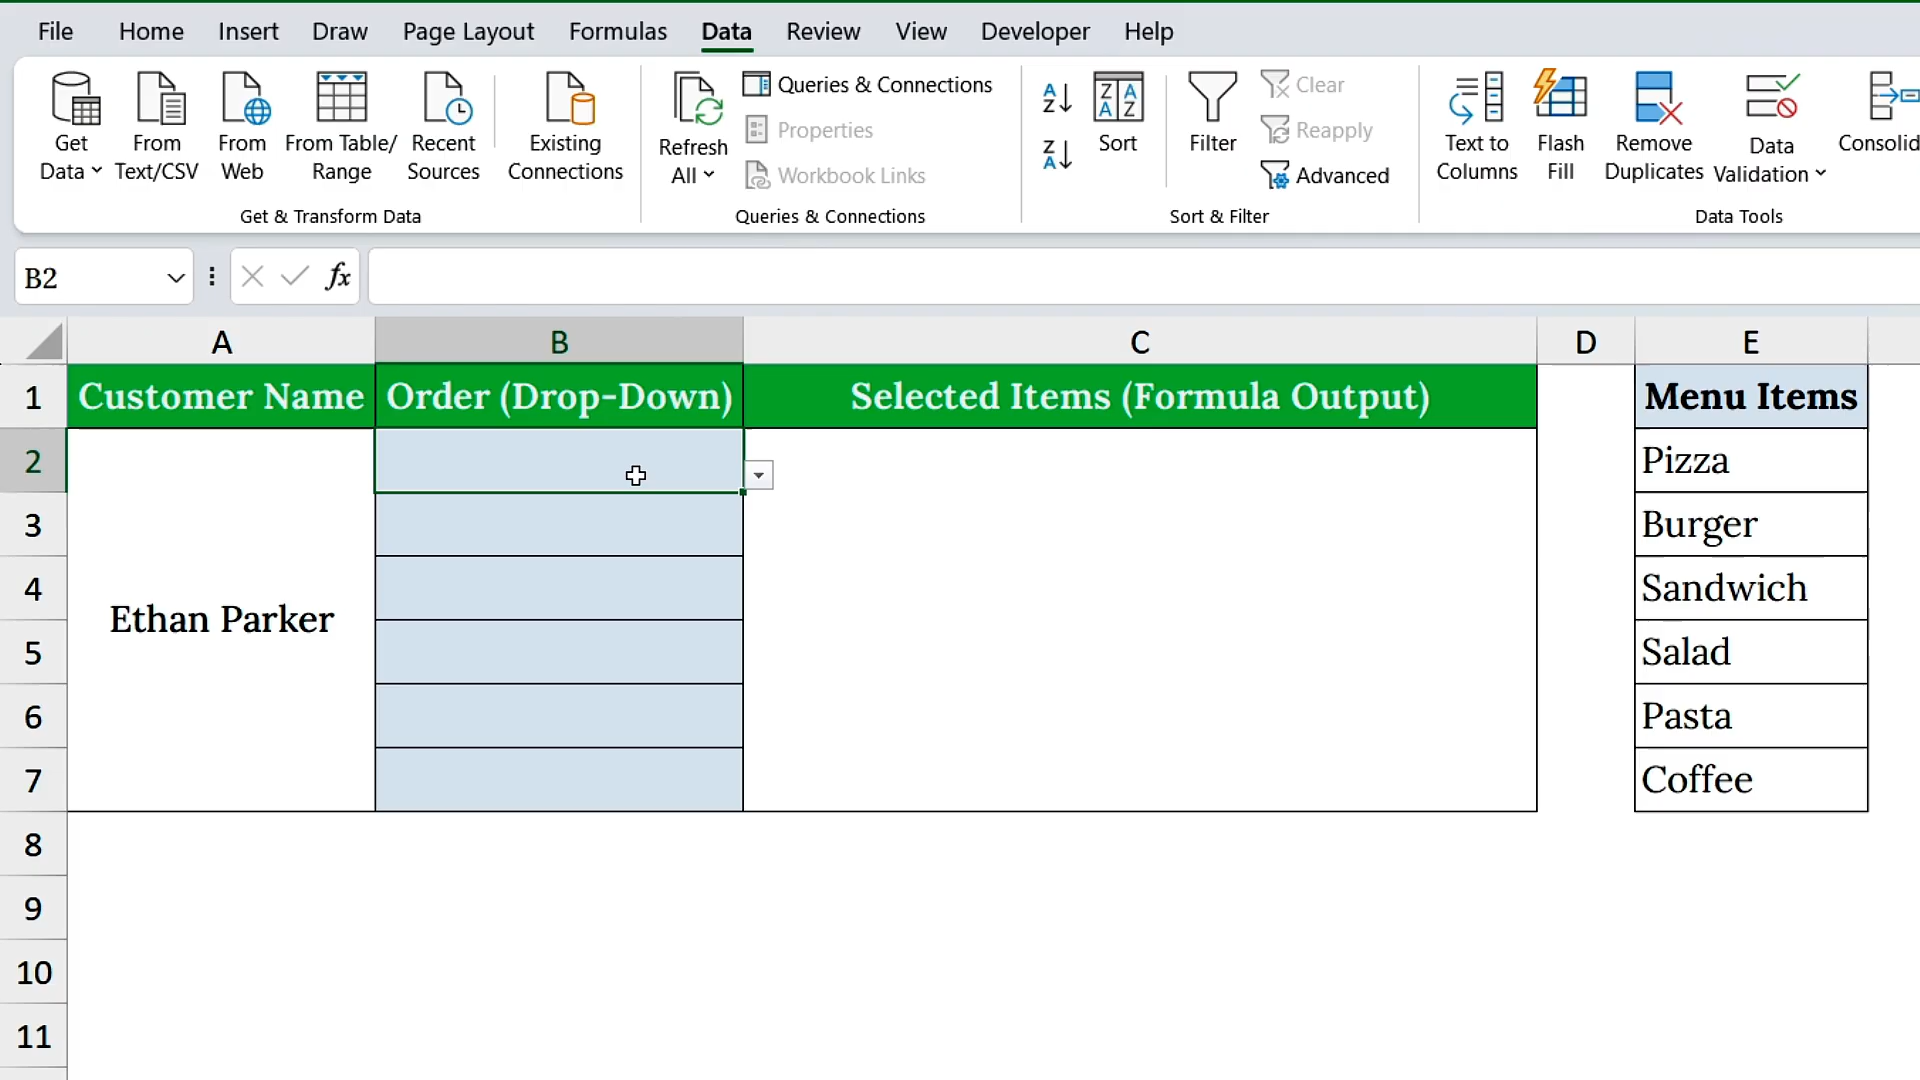 File Home Insert Draw Page Layout Formulas Data Review View Developer Help
Get Data
From Text/CSV
From Web
From Table/ Range
Recent Sources
Existing Connections
Get & Transform Data
Refresh All
Queries & Connections
Properties
Workbook Links
Queries & Connections
A Z
Z A
Z A A Z
Sort
Filter
Clear
Reapply
Advanced
Sort & Filter
Text to Columns
Flash Fill
Remove Duplicates
Data Validation
Consolid
Data Tools
B2
fx
A B C D E
1 Customer Name Order (Drop-Down) Selected Items (Formula Output) Menu Items
2 Pizza
3 Burger
4 Sandwich
Ethan Parker
5 Salad
6 Pasta
7 Coffee
8
9
10
11